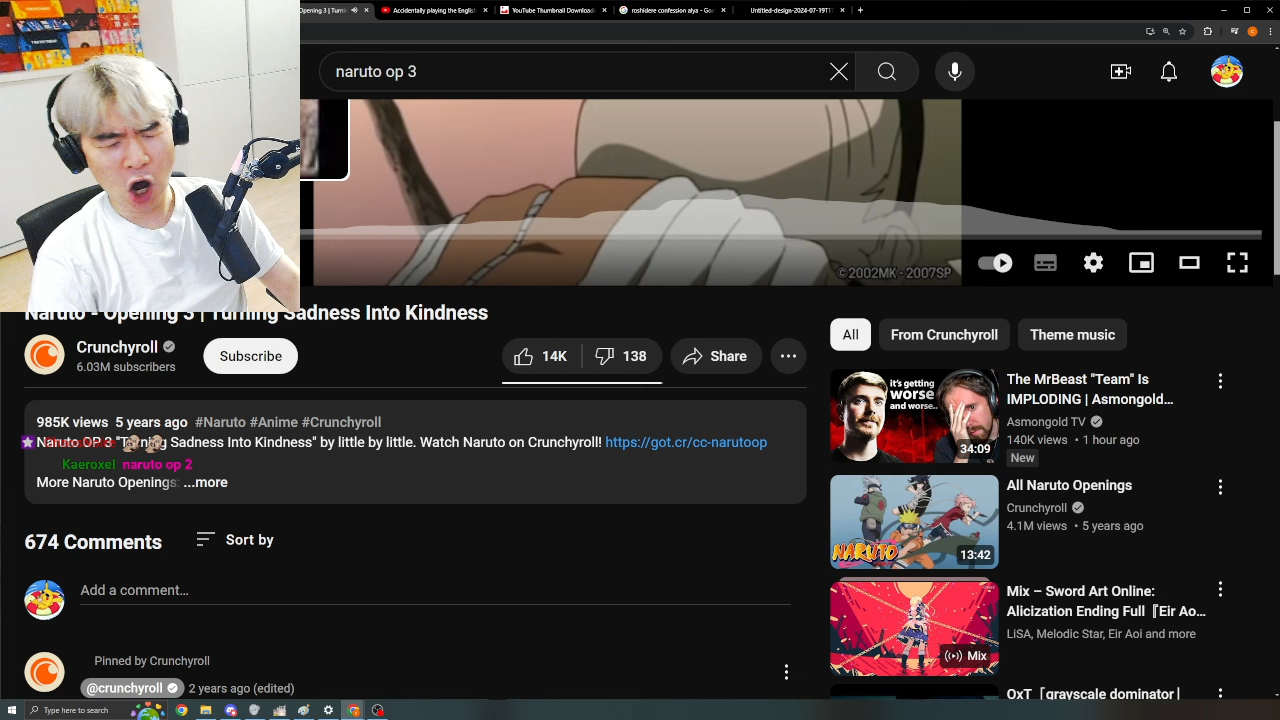 Opening 3 | Turni
Accidentally playing the Englis
YouTube Thumbnail Download
roshidere confession alya - Go
Untitled-design-2024-07-19T1
naruto op 3
©2002MK - 2007SP
Naruto - Opening 3 | Turning Sadness Into Kindness
Crunchyroll
6.03M subscribers
Subscribe
14K
138
Share
985K views 5 years ago #Naruto #Anime #Crunchyroll
Naruto OP 3 "Turning Sadness Into Kindness" by little by little. Watch Naruto on Crunchyroll! https://got.cr/cc-narutoop
Kaeroxel naruto op 2
More Naruto Openings: ...more
674 Comments
Sort by
Add a comment...
Pinned by Crunchyroll
@crunchyroll 2 years ago (edited)
All
From Crunchyroll
Theme music
it's getting
worse
and worse..
34:09
The MrBeast "Team" Is
IMPLODING | Asmongold...
Asmongold TV
140K views • 1 hour ago
New
NARUTO
13:42
All Naruto Openings
Crunchyroll
4.1M views • 5 years ago
Mix
Mix – Sword Art Online:
Alicization Ending Full『Eir Ao...
LiSA, Melodic Star, Eir Aoi and more
OxT「grayscale dominator」
Type here to search